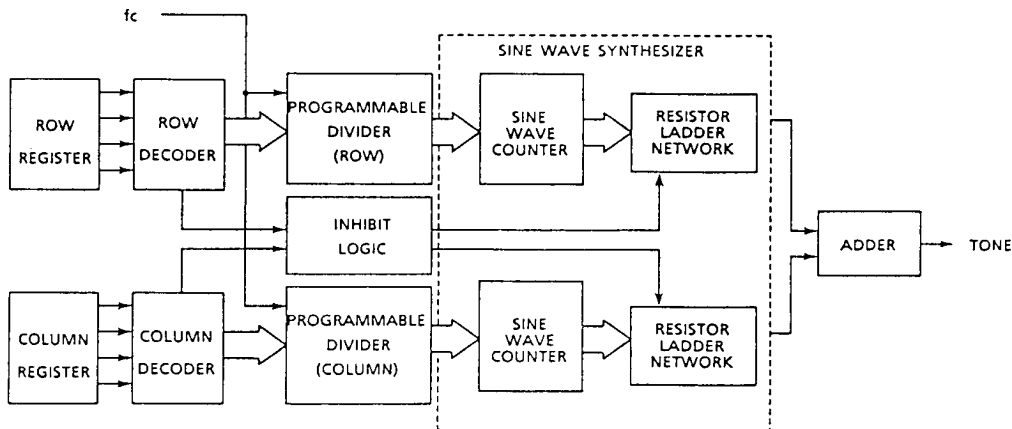 fc
SINE WAVE SYNTHESIZER
ROW
REGISTER
ROW
DECODER
PROGRAMMABLE
DIVIDER
(ROW)
SINE
WAVE
COUNTER
RESISTOR
LADDER
NETWORK
INHIBIT
LOGIC
ADDER
TONE
COLUMN
REGISTER
COLUMN
DECODER
PROGRAMMABLE
DIVIDER
(COLUMN)
SINE
WAVE
COUNTER
RESISTOR
LADDER
NETWORK